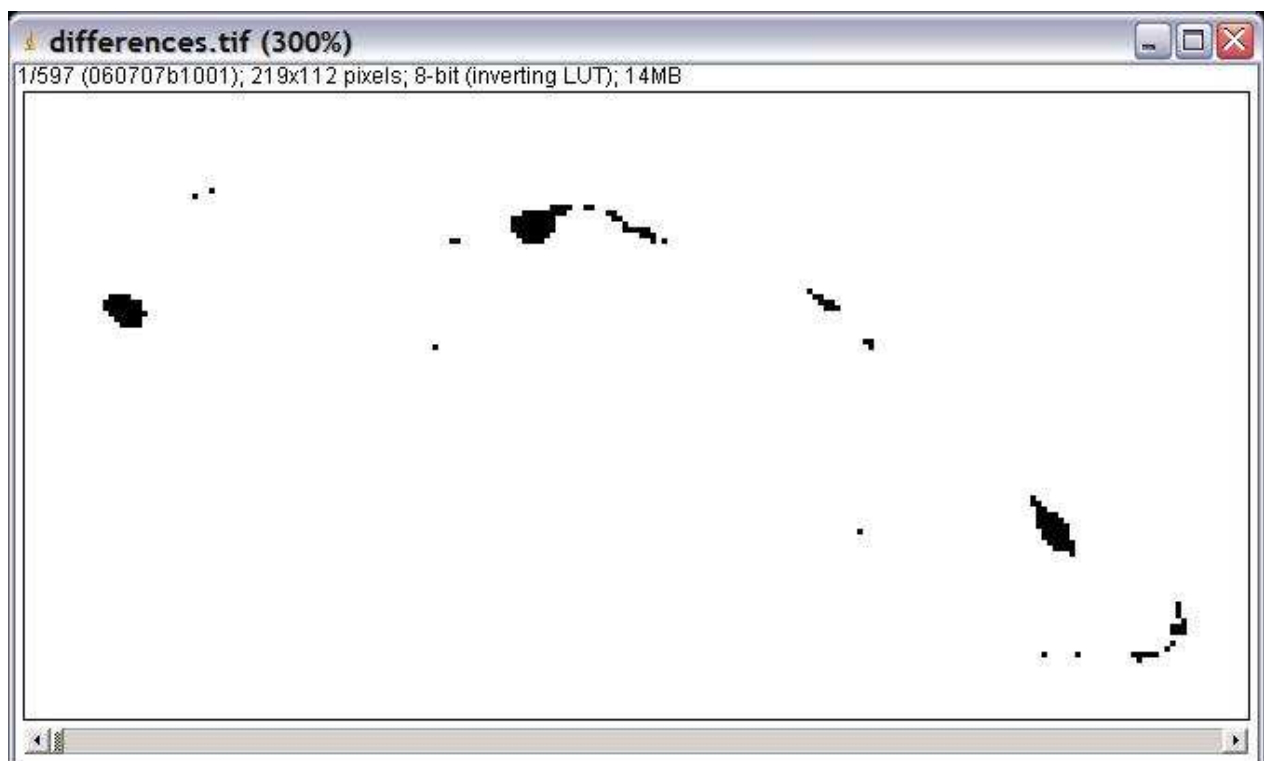 differences.tif (300%)
1/597 (060707b1001); 219x112 pixels; 8-bit (inverting LUT); 14MB